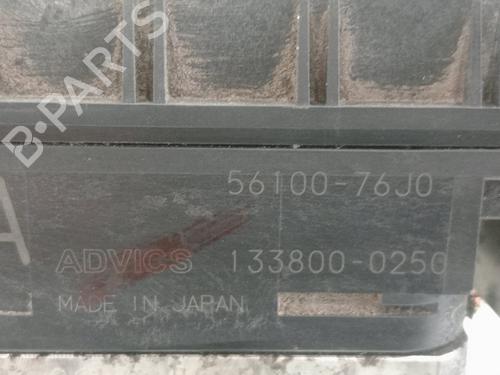 B-PARTS
A
56100-76J0
ADVICS 133800-0250
MADE IN JAPAN